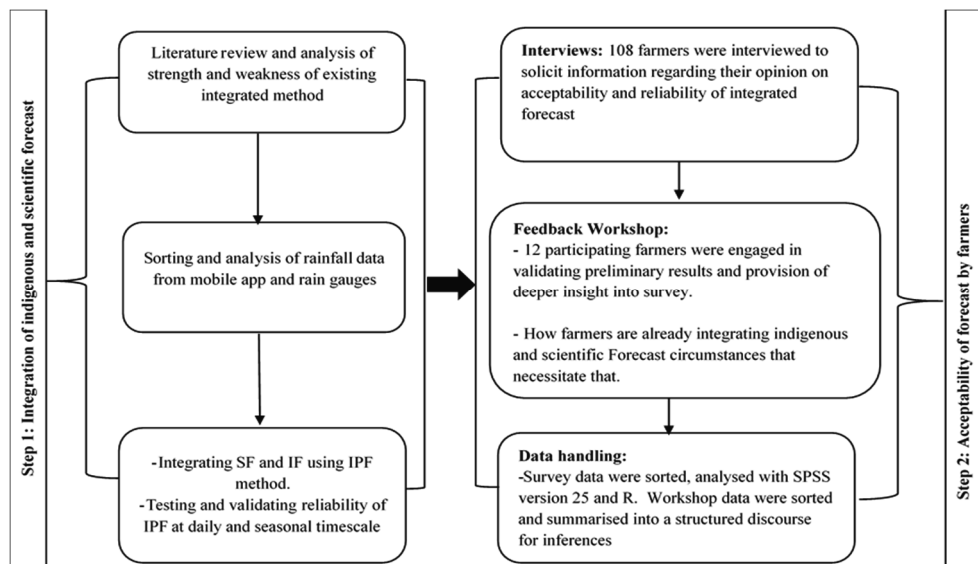 Step 1: Integration of indigenous and scientific forecast
Literature review and analysis of
strength and weakness of existing
integrated method
Sorting and analysis of rainfall data
from mobile app and rain gauges
-Integrating SF and IF using IPF
method.
-Testing and validating reliability of
IPF at daily and seasonal timescale
Interviews: 108 farmers were interviewed to
solicit information regarding their opinion on
acceptability and reliability of integrated
forecast
Feedback Workshop:
- 12 participating farmers were engaged in
validating preliminary results and provision of
deeper insight into survey.
- How farmers are already integrating indigenous
and scientific Forecast circumstances that
necessitate that.
Data handling:
-Survey data were sorted, analysed with SPSS
version 25 and R. Workshop data were sorted
and summarised into a structured discourse
for inferences
Step 2: Acceptability of forecast by farmers